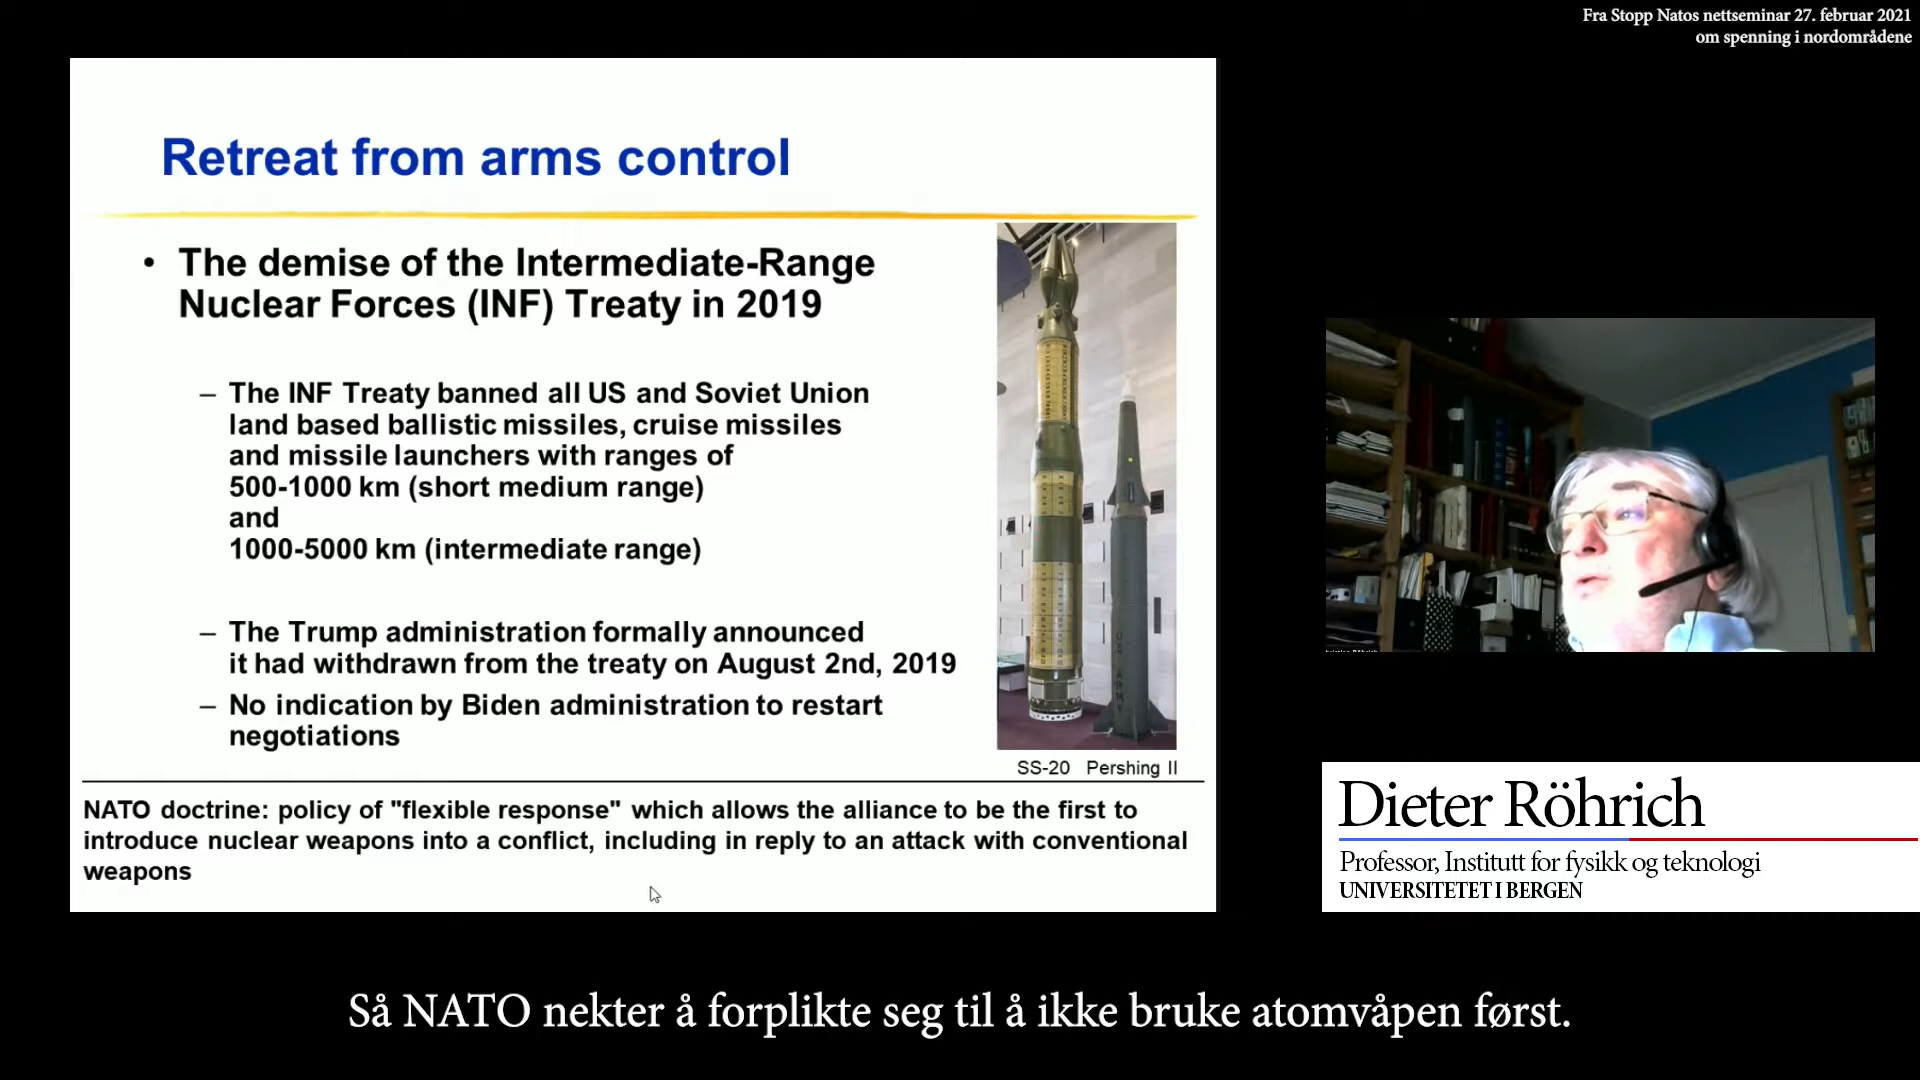 Fra Stopp Natos nettseminar 27. februar 2021
om spenning i nordområdene
Retreat from arms control
• The demise of the Intermediate-Range
Nuclear Forces (INF) Treaty in 2019
– The INF Treaty banned all US and Soviet Union
land based ballistic missiles, cruise missiles
and missile launchers with ranges of
500-1000 km (short medium range)
and
1000-5000 km (intermediate range)
– The Trump administration formally announced
it had withdrawn from the treaty on August 2nd, 2019
– No indication by Biden administration to restart
negotiations
U.S. ARMY
SS-20 Pershing II
NATO doctrine: policy of "flexible response" which allows the alliance to be the first to
introduce nuclear weapons into a conflict, including in reply to an attack with conventional
weapons
Dieter Röhrich
Professor, Institutt for fysikk og teknologi
UNIVERSITETET I BERGEN
Så NATO nekter å forplikte seg til å ikke bruke atomvåpen først.